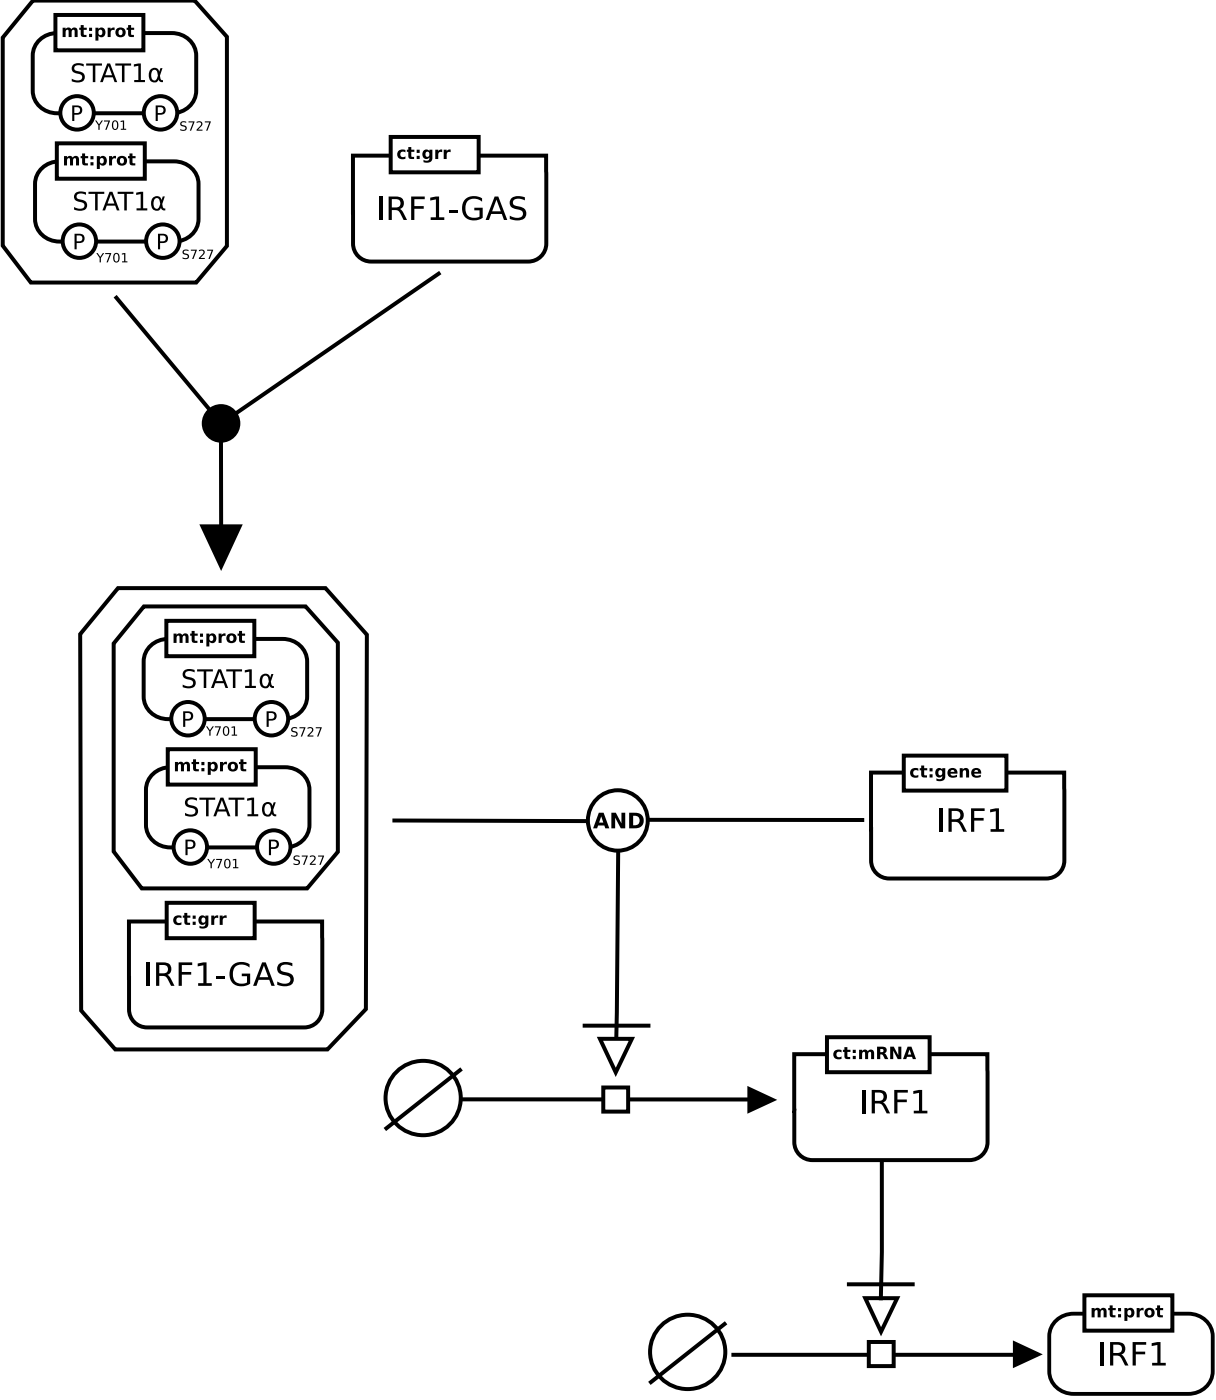 mt:prot
STAT1α
P
Y701
P
S727
mt:prot
STAT1α
P
Y701
P
S727
ct:grr
IRF1-GAS
mt:prot
STAT1α
P
Y701
P
S727
mt:prot
STAT1α
P
Y701
P
S727
ct:grr
IRF1-GAS
AND
ct:gene
IRF1
ct:mRNA
IRF1
mt:prot
IRF1